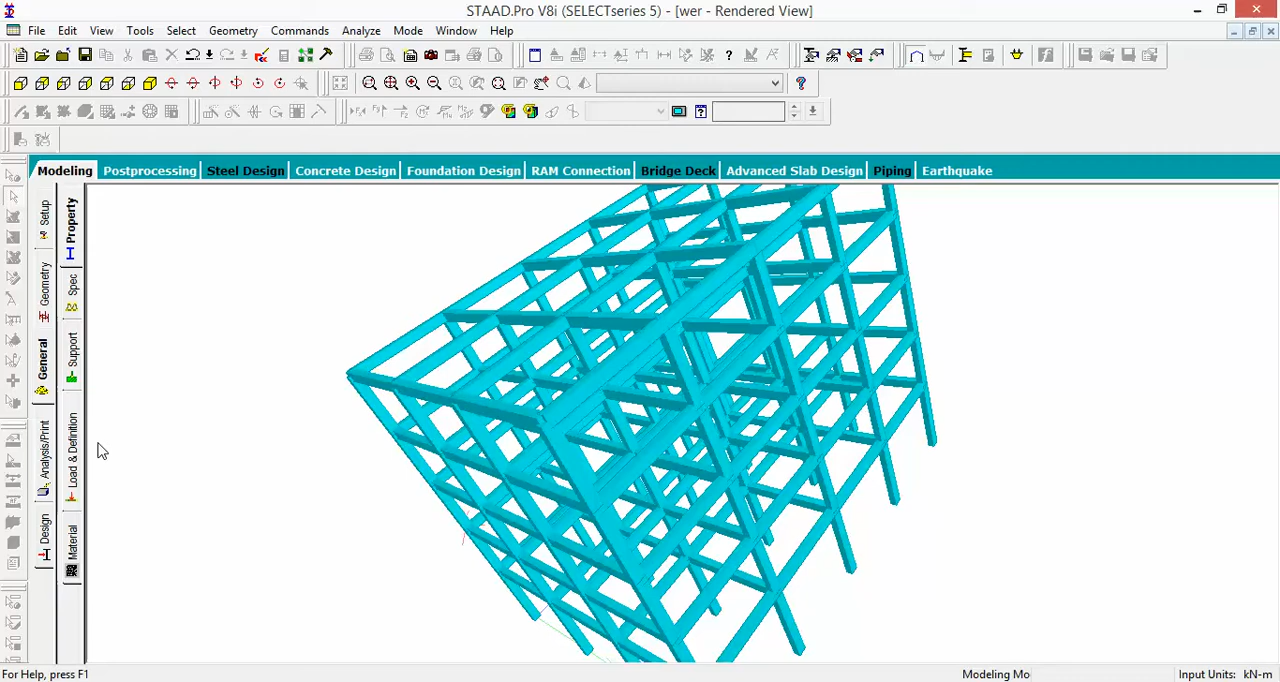 STAAD.Pro V8i (SELECTseries 5) - [wer - Rendered View]
File Edit View Tools Select Geometry Commands Analyze Mode Window Help
Modeling Postprocessing Steel Design Concrete Design Foundation Design RAM Connection Bridge Deck Advanced Slab Design Piping Earthquake
Setup
Geometry
General
Analysis/Print
Design
Property
Spec
Support
Load & Definition
Material
For Help, press F1 Modeling Mo Input Units: kN-m